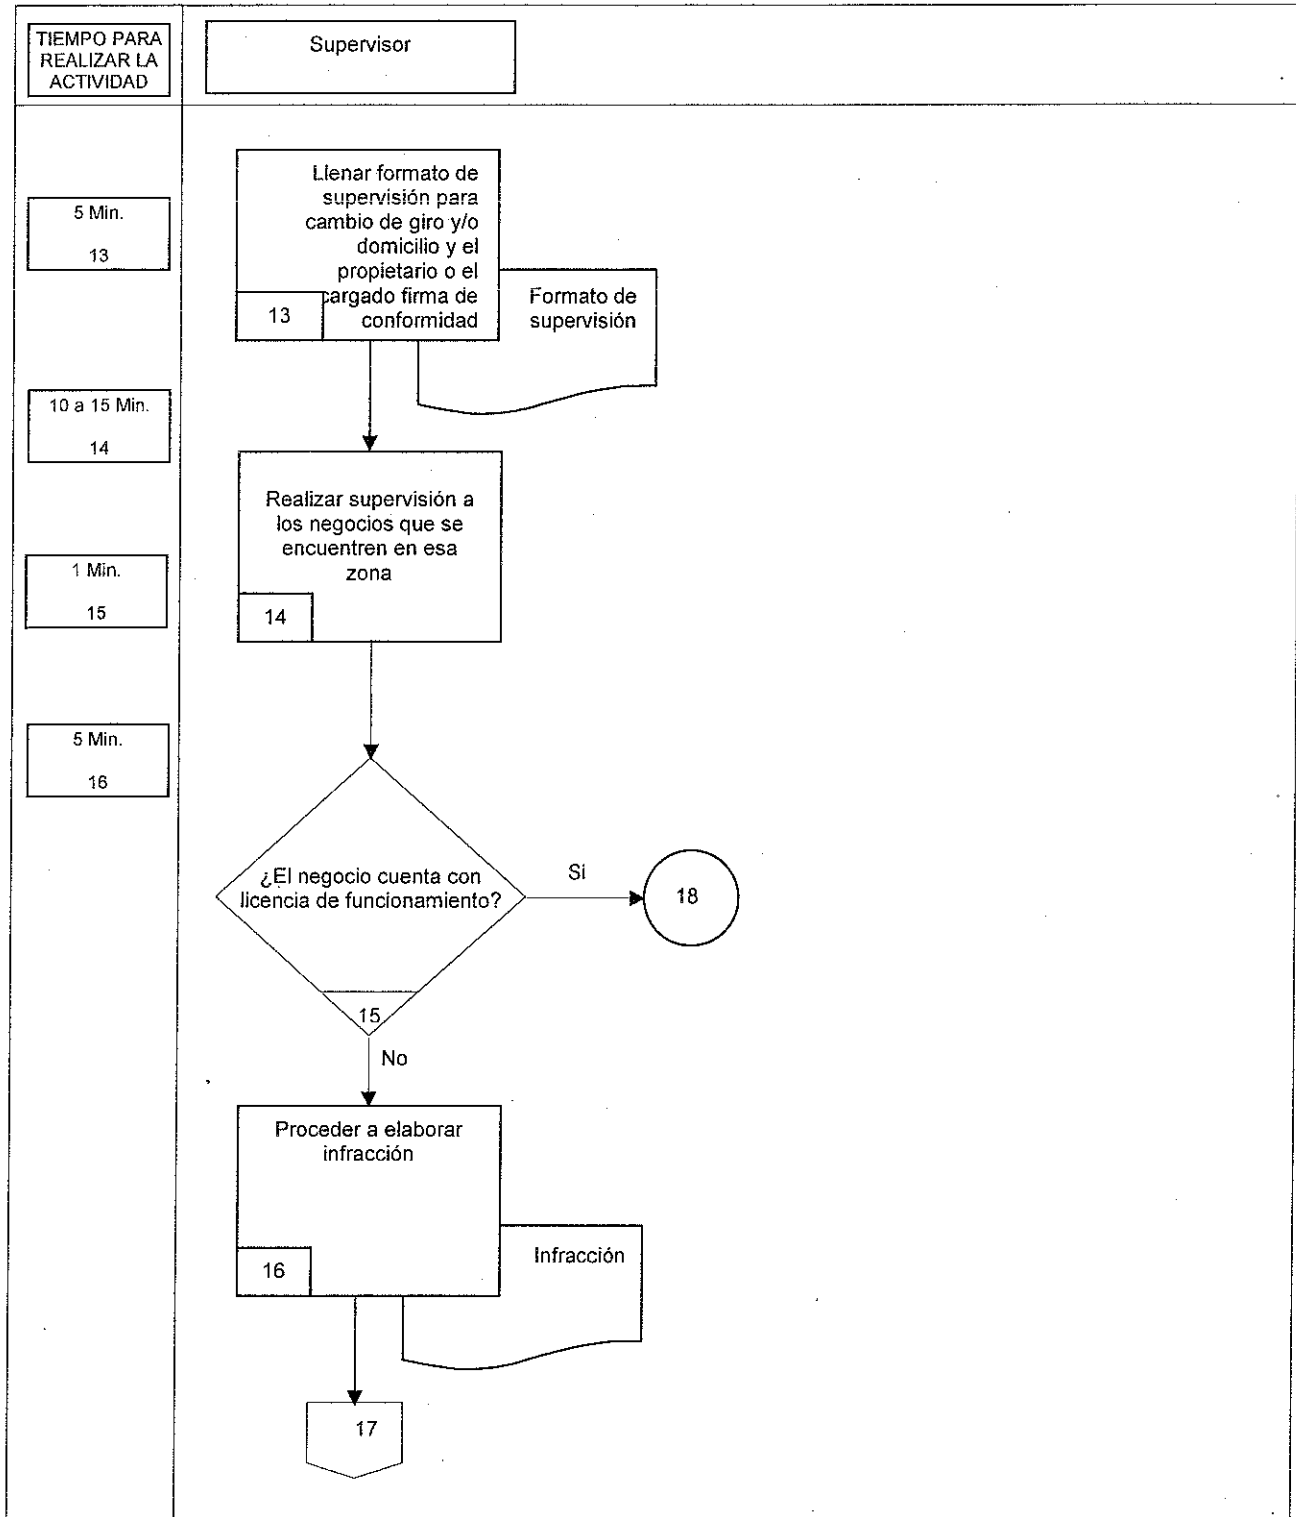 TIEMPO PARA
REALIZAR LA
ACTIVIDAD
Supervisor
5 Min.
13
Llenar formato de
supervisión para
cambio de giro y/o
domicilio y el
propietario o el
cargado firma de
conformidad
13
Formato de
supervisión
10 a 15 Min.
14
Realizar supervisión a
los negocios que se
encuentren en esa
zona
14
1 Min.
15
5 Min.
16
¿El negocio cuenta con
licencia de funcionamiento?
15
Si
18
No
Proceder a elaborar
infracción
16
Infracción
17